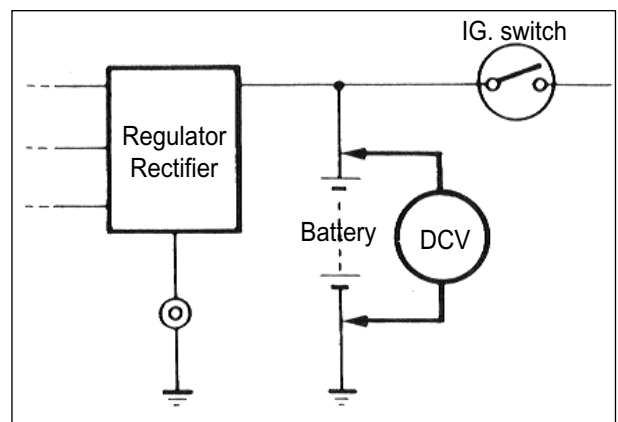 IG. switch
Regulator
Rectifier
Battery
DCV